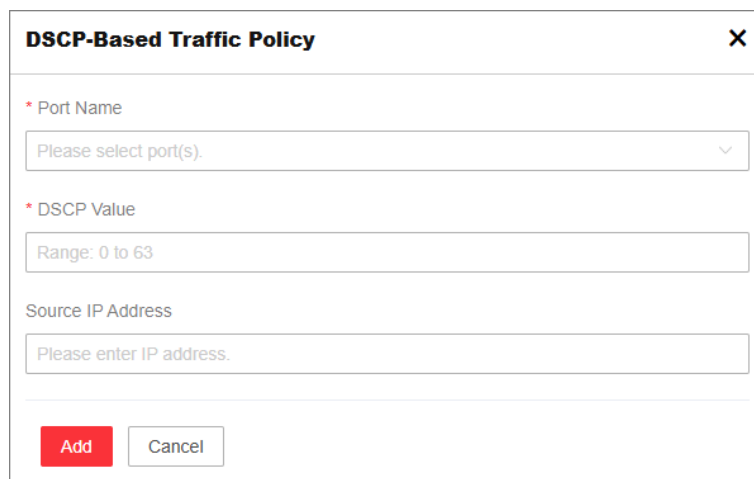 DSCP-Based Traffic Policy
* Port Name
Please select port(s).
* DSCP Value
Range: 0 to 63
Source IP Address
Please enter IP address.
Add Cancel